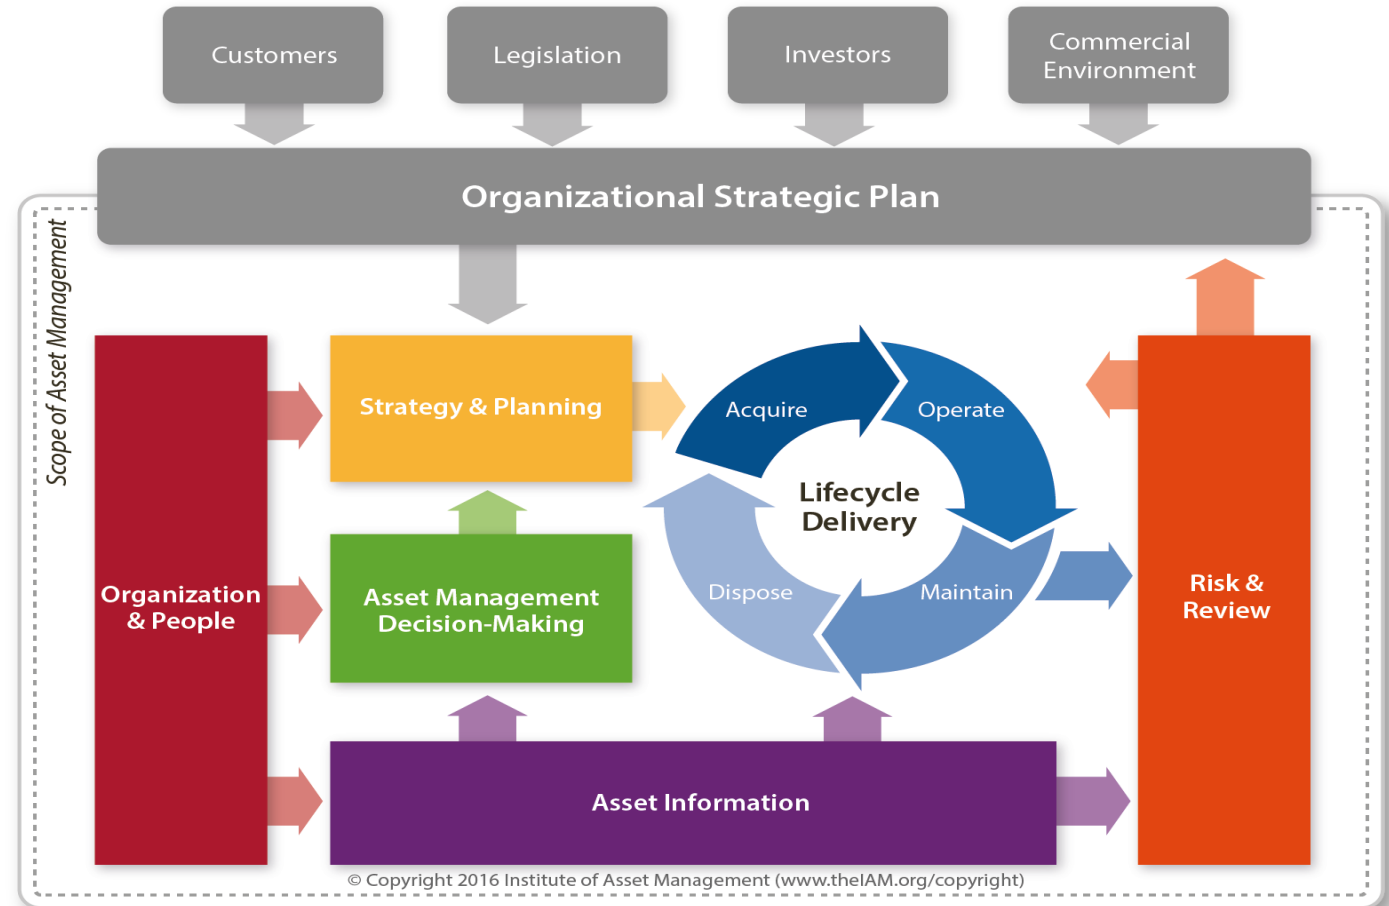 Customers
Legislation
Investors
Commercial
Environment
Organizational Strategic Plan
Scope of Asset Management
Strategy & Planning
Acquire
Operate
Lifecycle
Delivery
Organization
& People
Asset Management
Decision-Making
Dispose
Maintain
Risk &
Review
Asset Information
© Copyright 2016 Institute of Asset Management (www.theIAM.org/copyright)